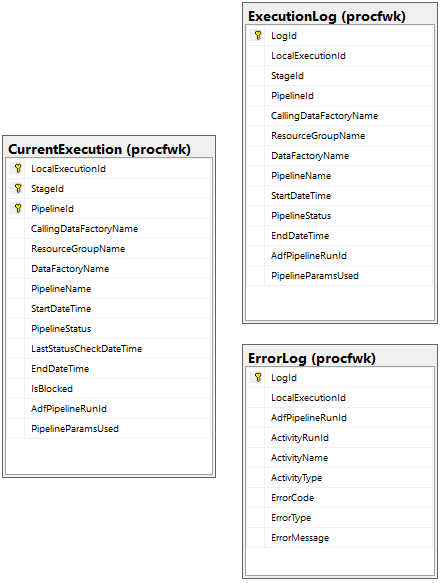 CurrentExecution (procfwk)
LocalExecutionId
StageId
PipelineId
CallingDataFactoryName
ResourceGroupName
DataFactoryName
PipelineName
StartDateTime
PipelineStatus
LastStatusCheckDateTime
EndDateTime
IsBlocked
AdfPipelineRunId
PipelineParamsUsed
ExecutionLog (procfwk)
LogId
LocalExecutionId
StageId
PipelineId
CallingDataFactoryName
ResourceGroupName
DataFactoryName
PipelineName
StartDateTime
PipelineStatus
EndDateTime
AdfPipelineRunId
PipelineParamsUsed
ErrorLog (procfwk)
LogId
LocalExecutionId
AdfPipelineRunId
ActivityRunId
ActivityName
ActivityType
ErrorCode
ErrorType
ErrorMessage